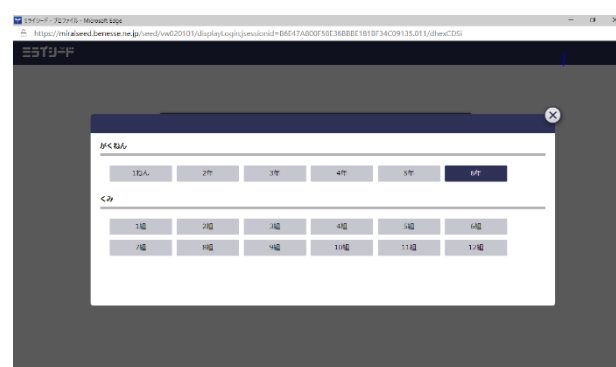 ミライシード - プロファイル - Microsoft Edge
https://miraiseed.benesse.ne.jp/seed/vw020101/displayLogin;jsessionid=B6E47AB00F58E36BBBE1B1BF34C09135.011/dhexCDSi
ミライシード
がくねん
1ねん 2年 3年 4年 5年 6年
くみ
1組 2組 3組 4組 5組 6組
7組 8組 9組 10組 11組 12組